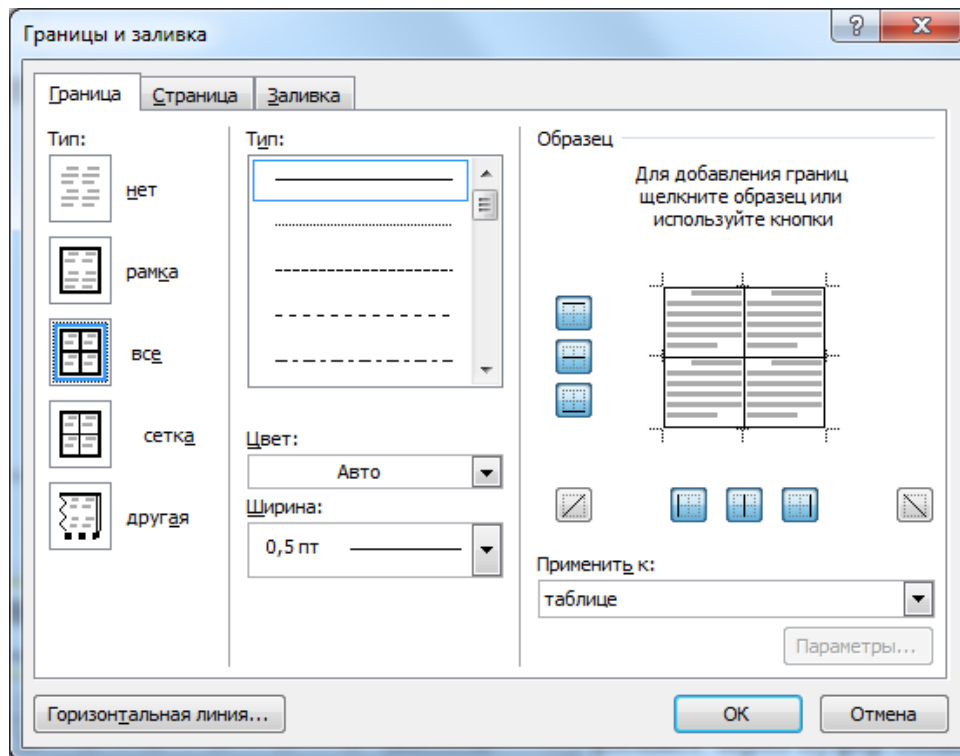 Границы и заливка
Граница
Страница
Заливка
Тип:
нет
рамка
все
сетка
другая
Тип:
Цвет:
Авто
Ширина:
0,5 пт
Образец
Для добавления границ
щелкните образец или
используйте кнопки
Применить к:
таблице
Параметры...
Горизонтальная линия...
ОК
Отмена